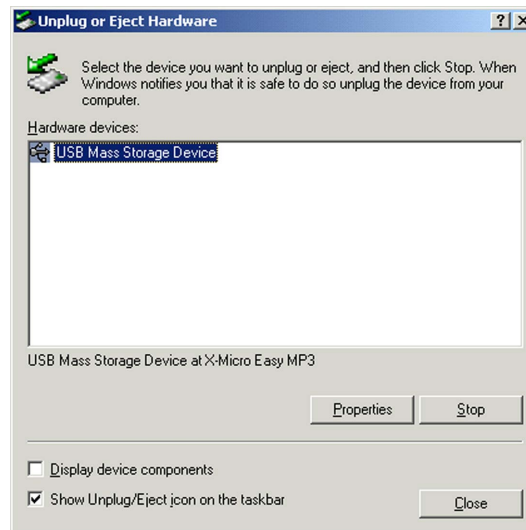 Unplug or Eject Hardware
Select the device you want to unplug or eject, and then click Stop. When
Windows notifies you that it is safe to do so unplug the device from your
computer.
Hardware devices:
USB Mass Storage Device
USB Mass Storage Device at X-Micro Easy MP3
Properties Stop
Display device components
Show Unplug/Eject icon on the taskbar
Close